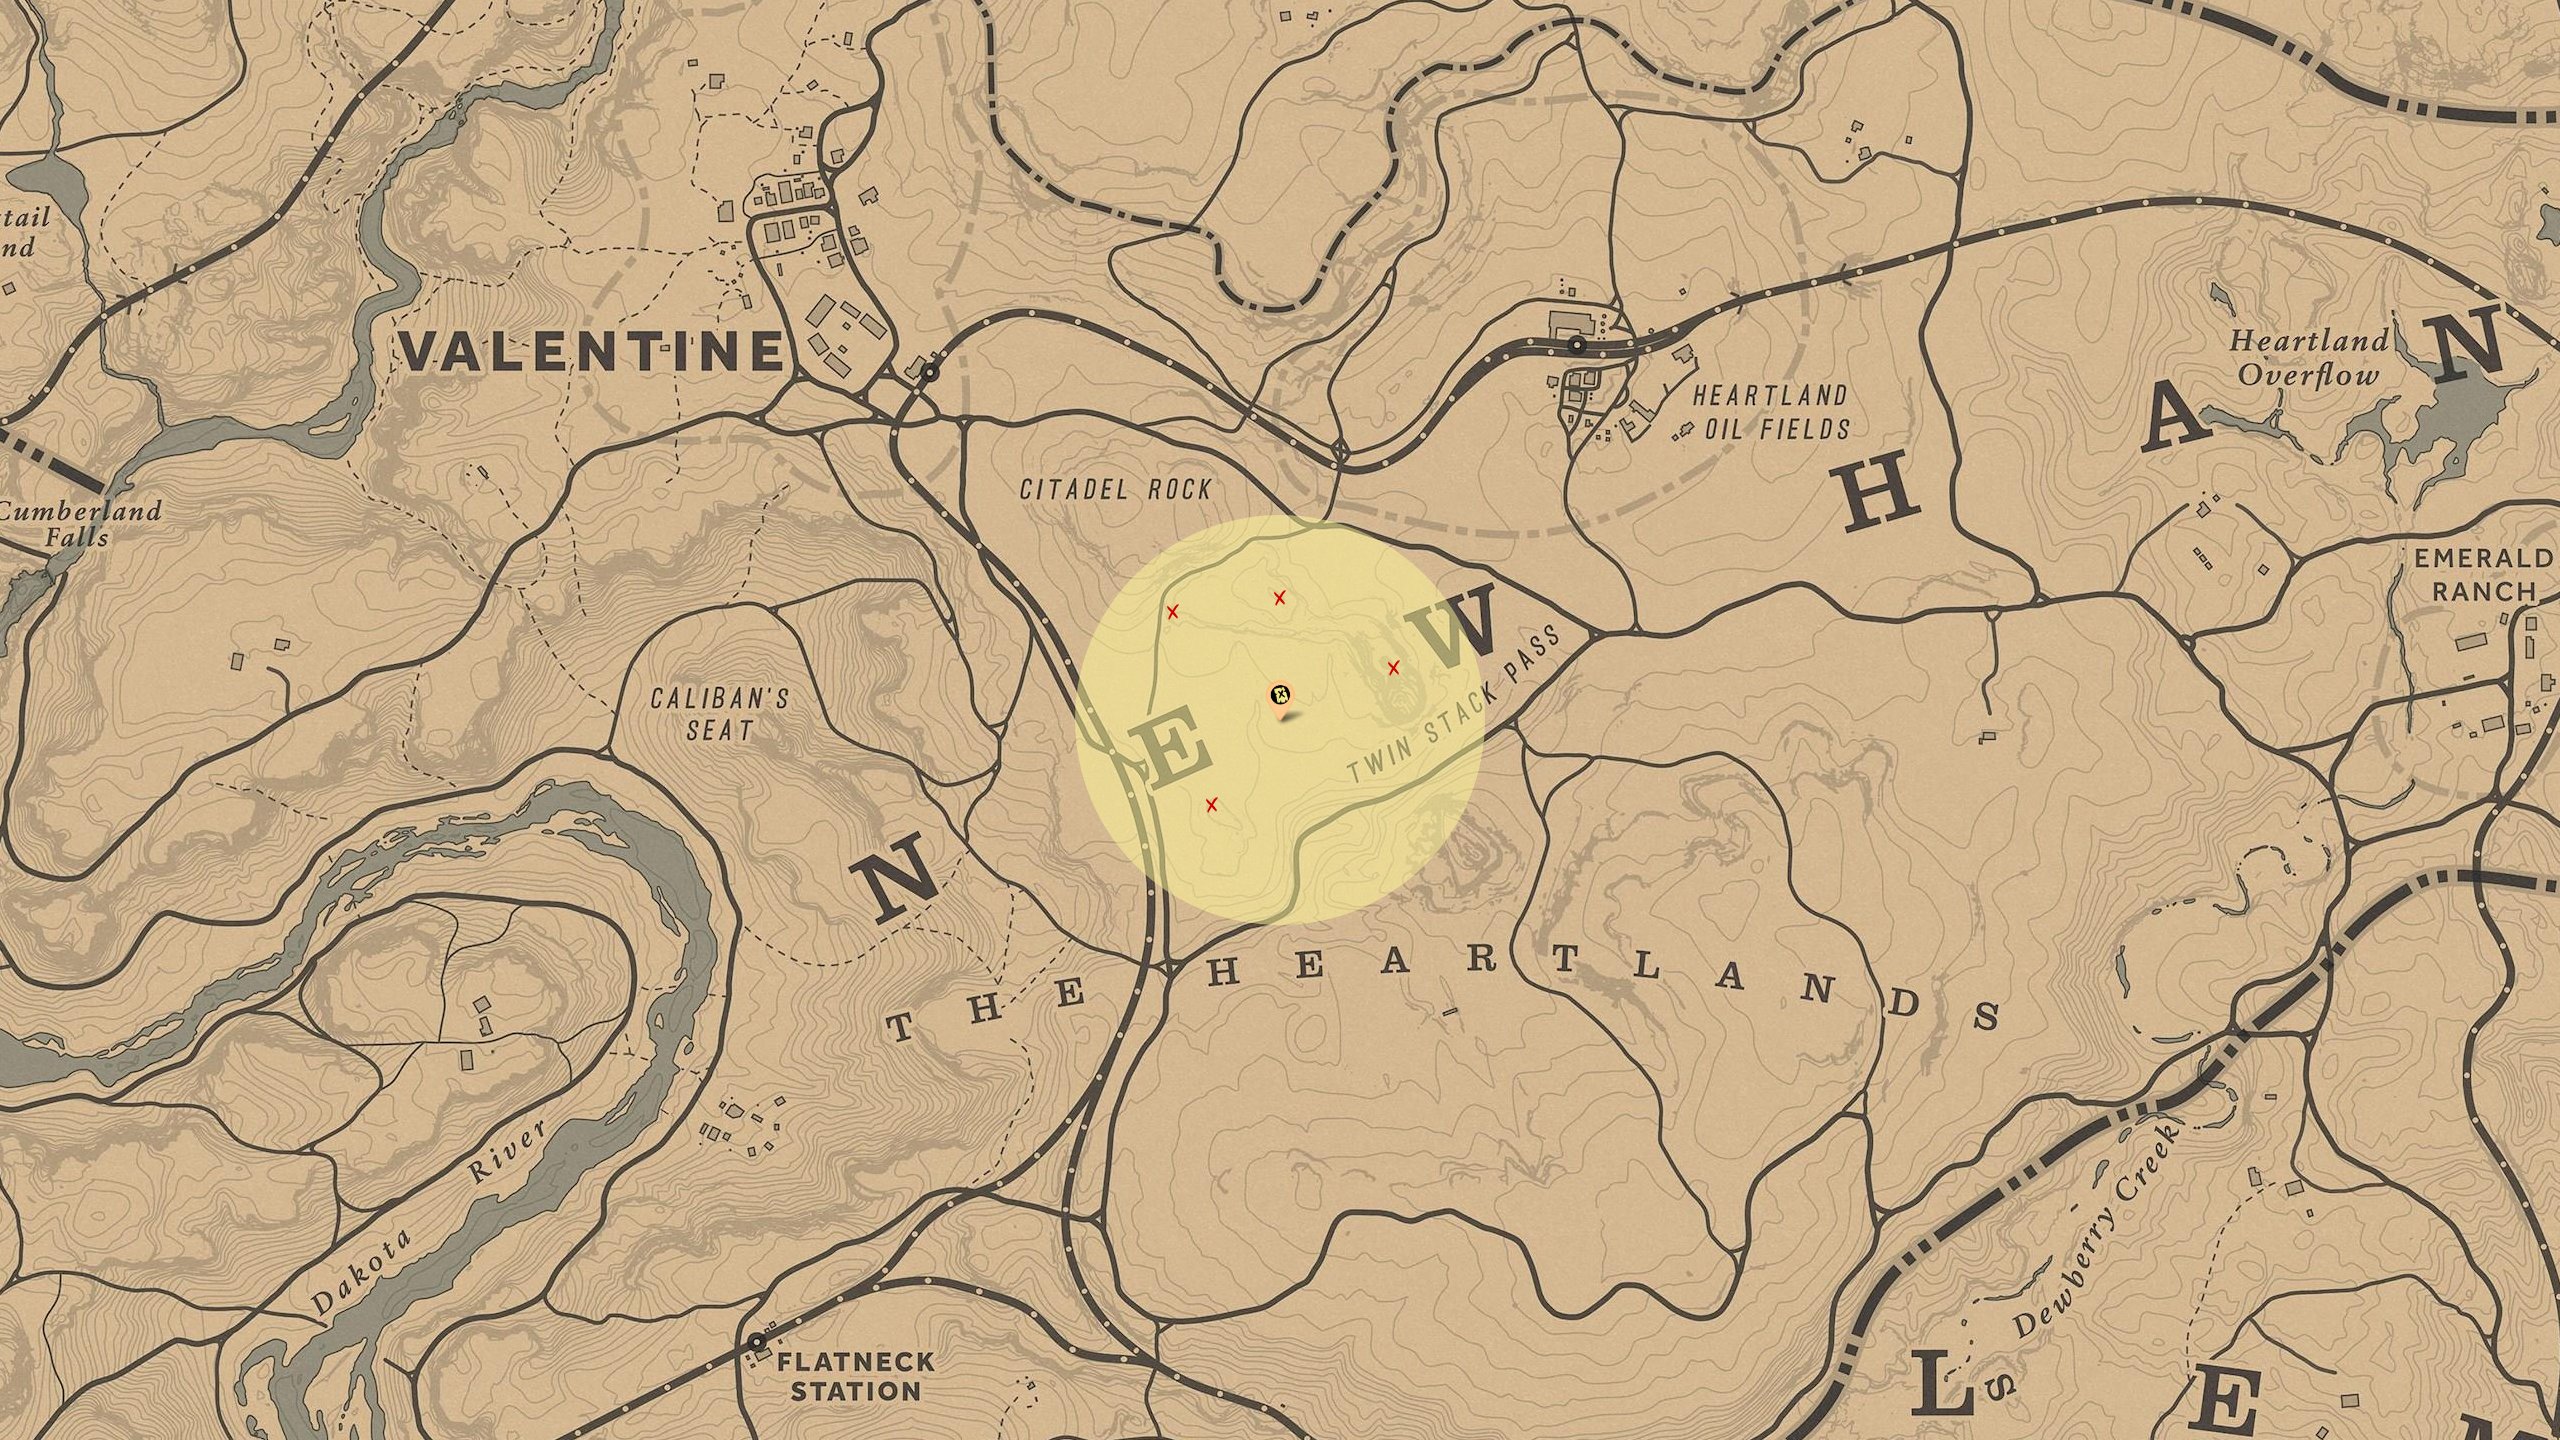 tail
nd
VALENTINE
Cumberland
Falls
CITADEL ROCK
HEARTLAND
OIL FIELDS
Heartland
Overflow
EMERALD
RANCH
CALIBAN'S
SEAT
TWIN STACK PASS
N E W H A N
THE HEARTLANDS
Dakota River
FLATNECK
STATION
Dewberry Creek
L E
S